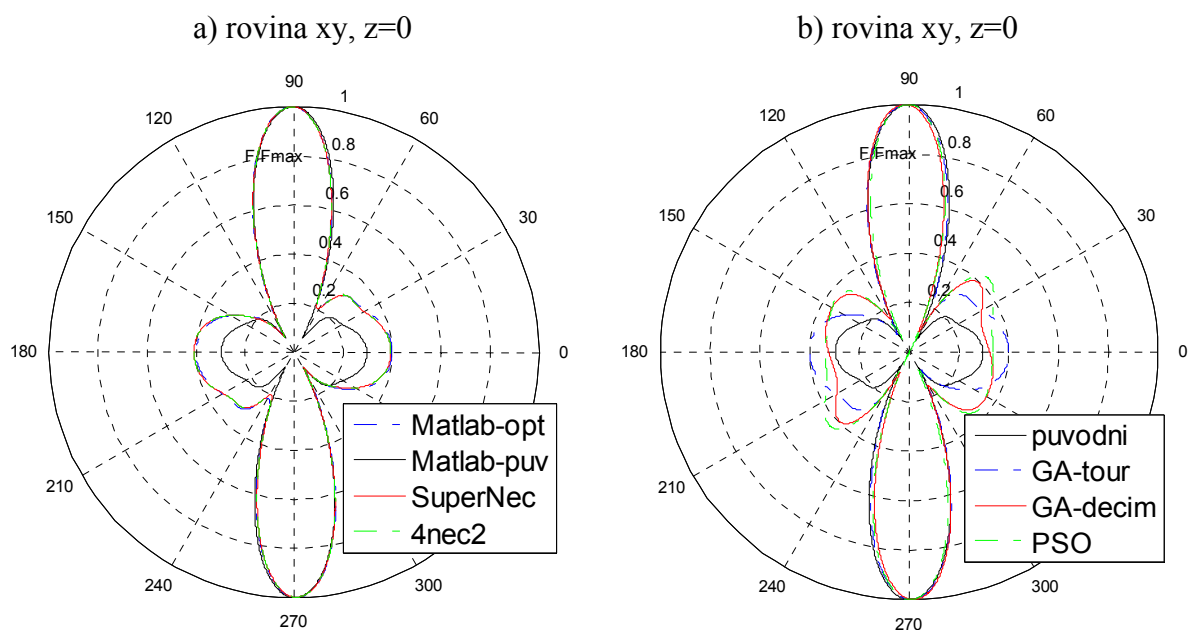 a) rovina xy, z=0
90
1
120
60
0.8
F/Fmax
0.6
150
30
0.4
0.2
180
0
210
240
300
270
Matlab-opt
Matlab-puv
SuperNec
4nec2
b) rovina xy, z=0
90
1
120
60
0.8
F/Fmax
0.6
150
30
0.4
0.2
180
0
210
240
300
270
puvodni
GA-tour
GA-decim
PSO